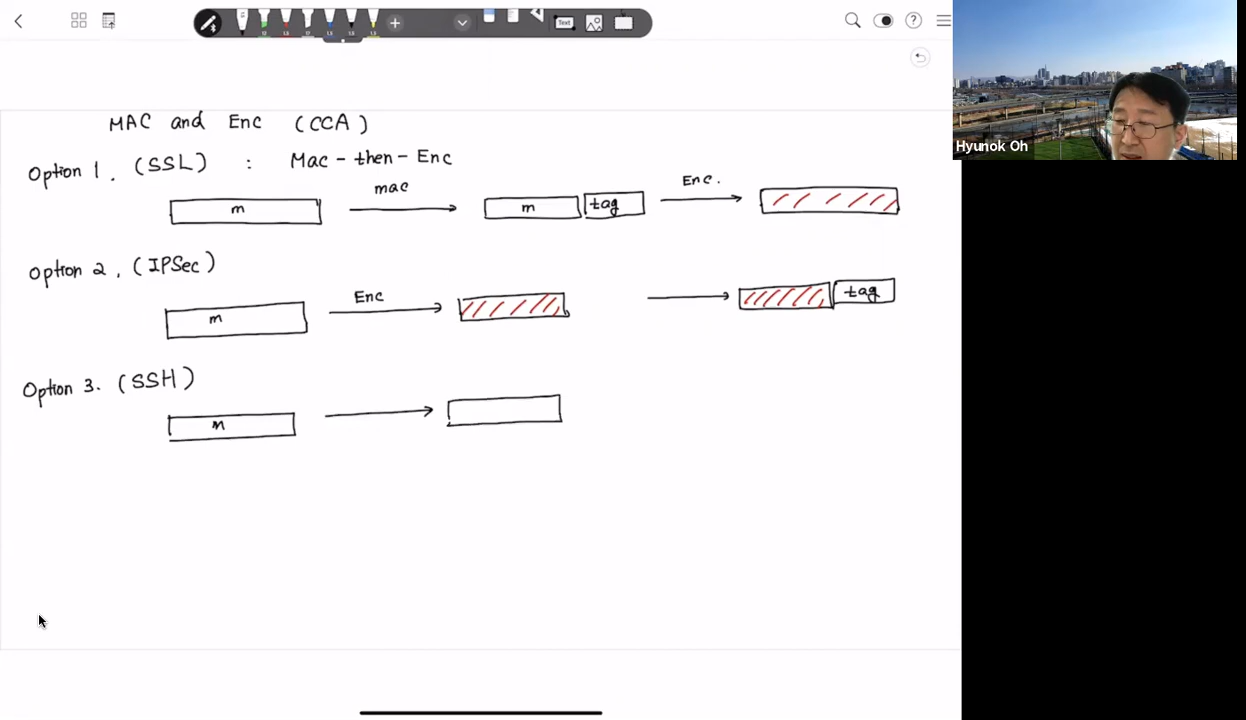 Text
Hyunok Oh
MAC and Enc (CCA)
Option 1. (SSL) : Mac-then-Enc
m mac m tag Enc.
Option 2. (IPSec)
m Enc tag
Option 3. (SSH)
m